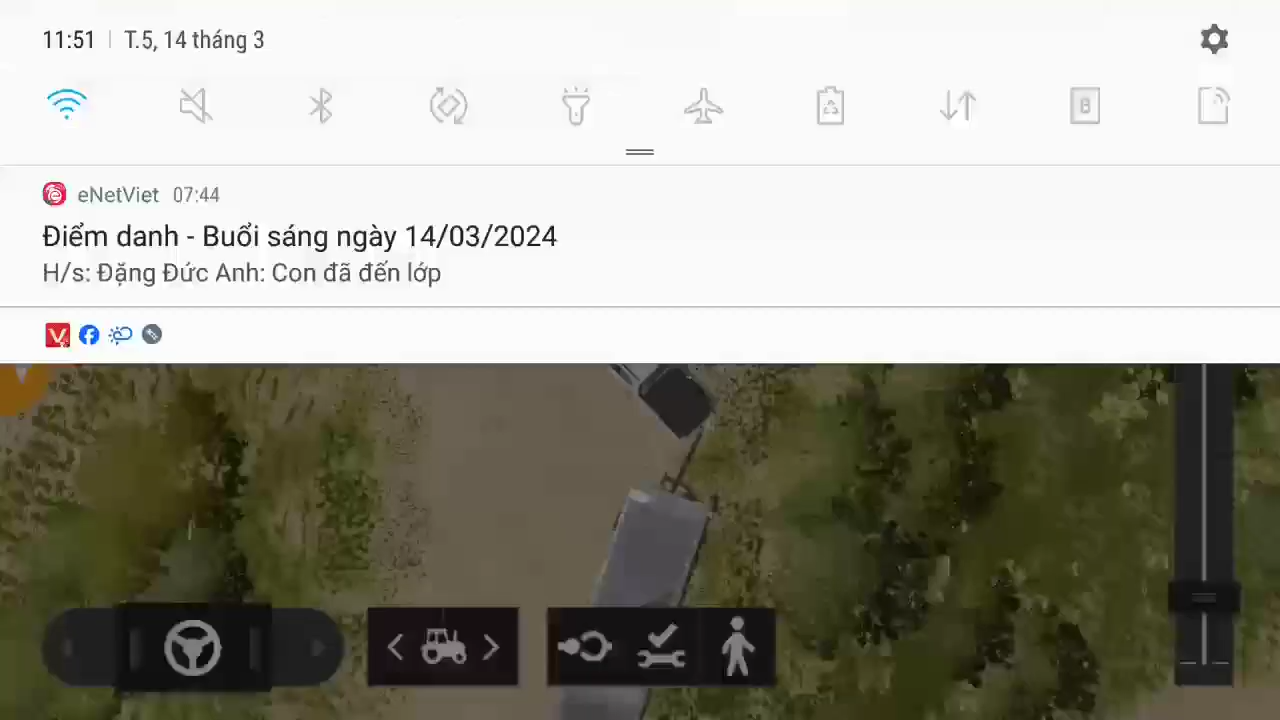 11:51 | T.5, 14 tháng 3
eNetViet 07:44
Điểm danh - Buổi sáng ngày 14/03/2024
H/s: Đặng Đức Anh: Con đã đến lớp